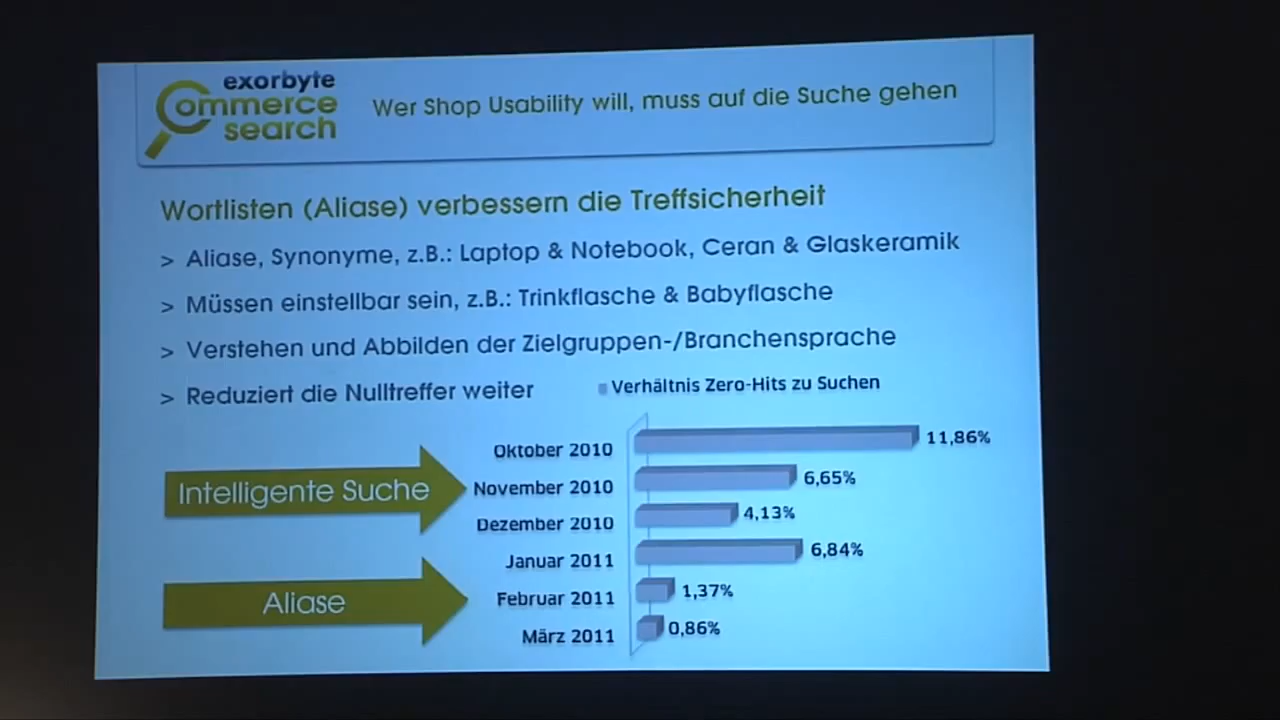 exorbyte
Commerce
search
Wer Shop Usability will, muss auf die Suche gehen
Wortlisten (Aliase) verbessern die Treffsicherheit
> Aliase, Synonyme, z.B.: Laptop & Notebook, Ceran & Glaskeramik
> Müssen einstellbar sein, z.B.: Trinkflasche & Babyflasche
> Verstehen und Abbilden der Zielgruppen-/Branchensprache
> Reduziert die Nulltreffer weiter
Verhältnis Zero-Hits zu Suchen
Oktober 2010 11,86%
Intelligente Suche
November 2010 6,65%
Dezember 2010 4,13%
Januar 2011 6,84%
Aliase
Februar 2011 1,37%
März 2011 0,86%